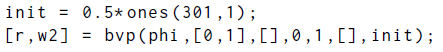 init = 0.5*ones(301,1);
[r,w2] = bvp(phi,[0,1],[],0,1,[],init);